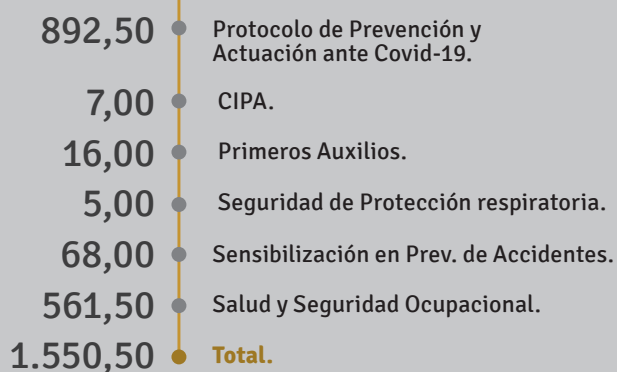 892,50 Protocolo de Prevención y
Actuación ante Covid-19.
7,00 CIPA.
16,00 Primeros Auxilios.
5,00 Seguridad de Protección respiratoria.
68,00 Sensibilización en Prev. de Accidentes.
561,50 Salud y Seguridad Ocupacional.
1.550,50 Total.